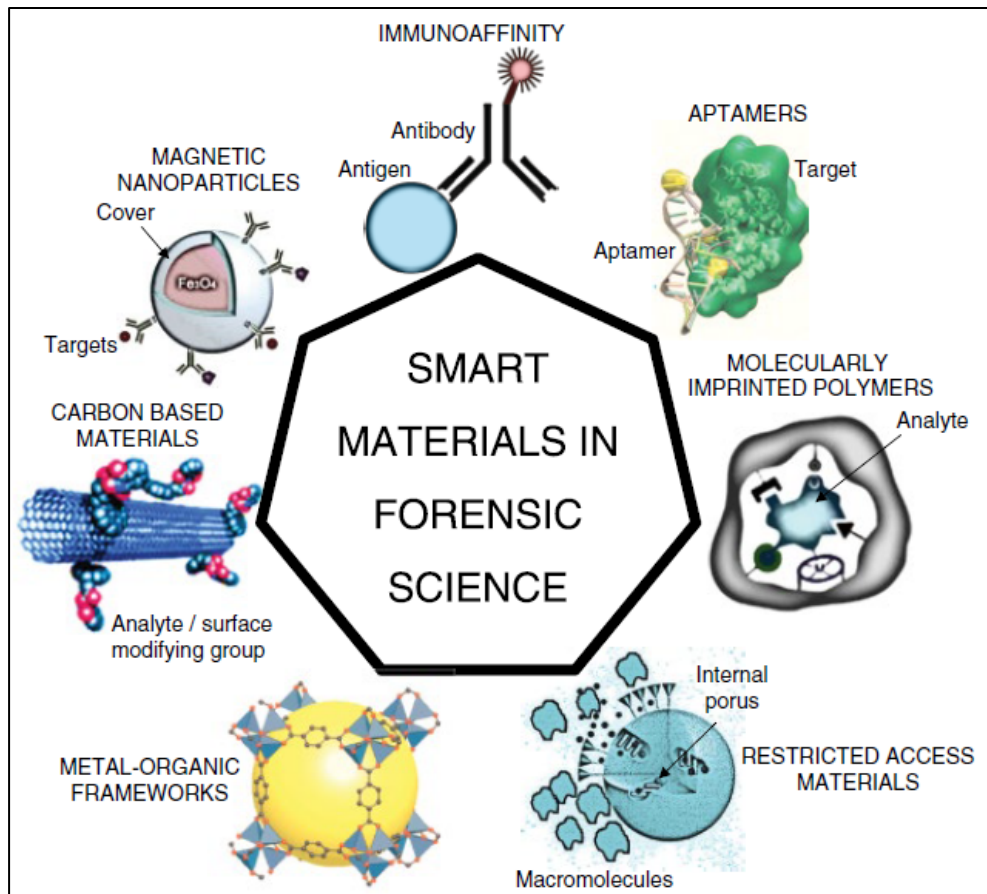 IMMUNOAFFINITY
Antibody
Antigen
APTAMERS
Target
Aptamer
MAGNETIC
NANOPARTICLES
Cover
Fe₃O₄
Targets
SMART
MATERIALS IN
FORENSIC
SCIENCE
MOLECULARLY
IMPRINTED POLYMERS
Analyte
CARBON BASED
MATERIALS
Analyte / surface
modifying group
Internal
porus
RESTRICTED ACCESS
MATERIALS
Macromolecules
METAL-ORGANIC
FRAMEWORKS